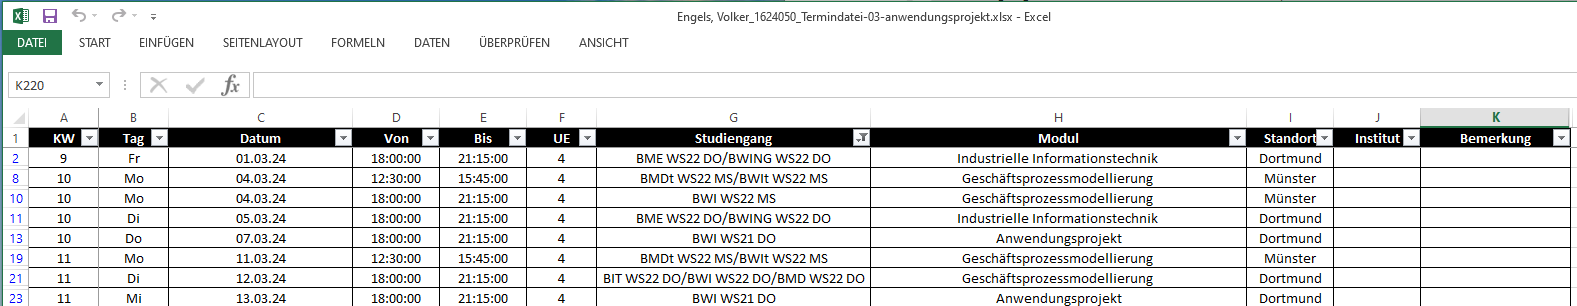 Engels, Volker_1624050_Termindatei-03-anwendungsprojekt.xlsx - Excel
DATEI START EINFÜGEN SEITENLAYOUT FORMELN DATEN ÜBERPRÜFEN ANSICHT
K220 fx
A B C D E F G H I J K
1 KW Tag Datum Von Bis UE Studiengang Modul Standort Institut Bemerkung
2 9 Fr 01.03.24 18:00:00 21:15:00 4 BME WS22 DO/BWING WS22 DO Industrielle Informationstechnik Dortmund
8 10 Mo 04.03.24 12:30:00 15:45:00 4 BMDt WS22 MS/BWIt WS22 MS Geschäftsprozessmodellierung Münster
10 10 Mo 04.03.24 18:00:00 21:15:00 4 BWI WS22 MS Geschäftsprozessmodellierung Münster
11 10 Di 05.03.24 18:00:00 21:15:00 4 BME WS22 DO/BWING WS22 DO Industrielle Informationstechnik Dortmund
13 10 Do 07.03.24 18:00:00 21:15:00 4 BWI WS21 DO Anwendungsprojekt Dortmund
19 11 Mo 11.03.24 12:30:00 15:45:00 4 BMDt WS22 MS/BWIt WS22 MS Geschäftsprozessmodellierung Münster
21 11 Di 12.03.24 18:00:00 21:15:00 4 BIT WS22 DO/BWI WS22 DO/BMD WS22 DO Geschäftsprozessmodellierung Dortmund
23 11 Mi 13.03.24 18:00:00 21:15:00 4 BWI WS21 DO Anwendungsprojekt Dortmund